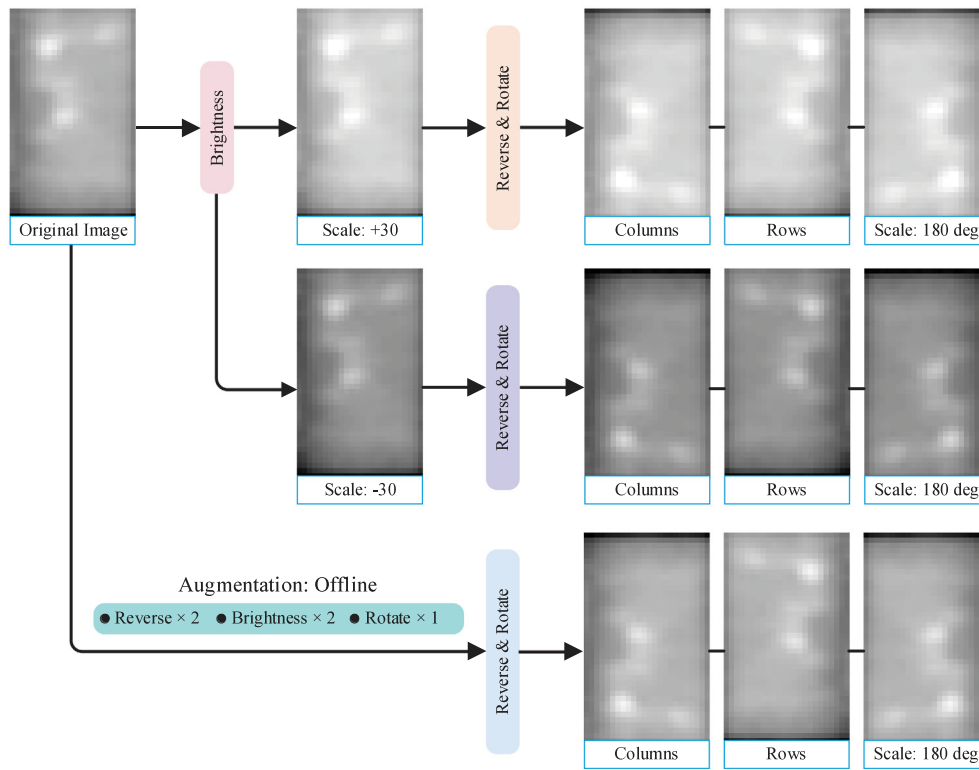 Brightness
Reverse & Rotate
Original Image
Scale: +30
Columns
Rows
Scale: 180 deg
Reverse & Rotate
Scale: -30
Columns
Rows
Scale: 180 deg
Augmentation: Offline
● Reverse × 2 ● Brightness × 2 ● Rotate × 1
Reverse & Rotate
Columns
Rows
Scale: 180 deg